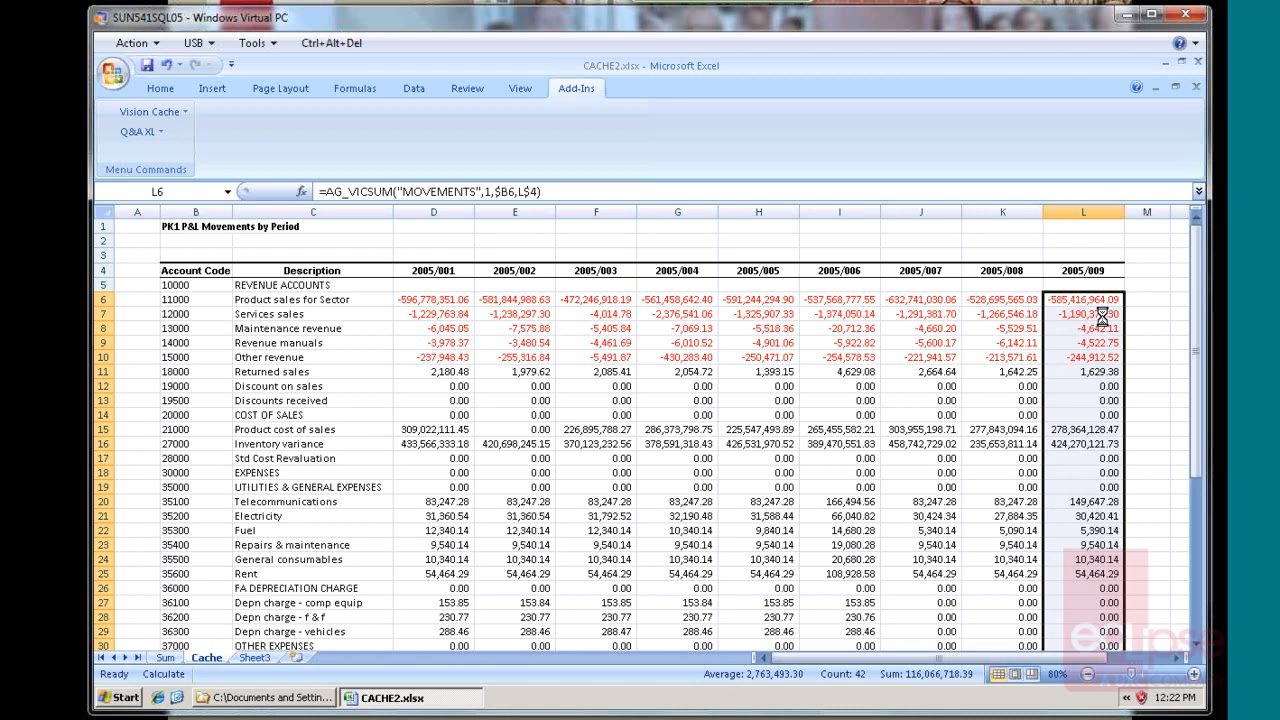 SUN541SQL05 - Windows Virtual PC
Action USB Tools Ctrl+Alt+Del
CACHE2.xlsx - Microsoft Excel
Home Insert Page Layout Formulas Data Review View Add-Ins
Vision Cache
Q&A XL
Menu Commands
L6 fx =AG_VICSUM("MOVEMENTS",1,$B6,L$4)
A B C D E F G H I J K L M
1 PK1 P&L Movements by Period
2
3
4 Account Code Description 2005/001 2005/002 2005/003 2005/004 2005/005 2005/006 2005/007 2005/008 2005/009
5 10000 REVENUE ACCOUNTS
6 11000 Product sales for Sector -596,778,351.06 -581,844,988.63 -472,246,918.19 -561,458,642.40 -591,244,294.90 -537,568,777.55 -632,741,030.06 -528,695,565.03 -585,416,964.09
7 12000 Services sales -1,229,763.84 -1,238,297.30 -4,014.78 -2,376,541.06 -1,325,907.33 -1,374,050.14 -1,291,381.70 -1,266,546.18
8 13000 Maintenance revenue -6,045.05 -7,575.88 -5,405.84 -7,069.13 -5,518.36 -20,712.36 -4,660.20 -5,529.51 -4,642.11
9 14000 Revenue manuals -3,978.37 -3,480.54 -4,461.69 -6,010.52 -4,901.06 -5,922.82 -5,600.17 -6,142.11 -4,522.75
10 15000 Other revenue -237,948.43 -255,316.84 -5,491.87 -430,283.40 -250,471.07 -254,578.53 -221,941.57 -213,571.61 -244,912.52
11 18000 Returned sales 2,180.48 1,979.62 2,085.41 2,054.72 1,393.15 4,629.08 2,664.64 1,642.25 1,629.38
12 19000 Discount on sales 0.00 0.00 0.00 0.00 0.00 0.00 0.00 0.00 0.00
13 19500 Discounts received 0.00 0.00 0.00 0.00 0.00 0.00 0.00 0.00 0.00
14 20000 COST OF SALES 0.00 0.00 0.00 0.00 0.00 0.00 0.00 0.00 0.00
15 21000 Product cost of sales 309,022,111.45 0.00 226,895,788.27 286,373,798.75 225,547,493.89 265,455,582.21 303,955,198.71 277,843,094.16 278,364,128.47
16 27000 Inventory variance 433,566,333.18 420,698,245.15 370,123,232.56 378,591,318.43 426,531,970.52 389,470,551.83 458,742,729.02 235,653,811.14 424,270,121.73
17 28000 Std Cost Revaluation 0.00 0.00 0.00 0.00 0.00 0.00 0.00 0.00 0.00
18 30000 EXPENSES 0.00 0.00 0.00 0.00 0.00 0.00 0.00 0.00 0.00
19 35000 UTILITIES & GENERAL EXPENSES 0.00 0.00 0.00 0.00 0.00 0.00 0.00 0.00 0.00
20 35100 Telecommunications 83,247.28 83,247.28 83,247.28 83,247.28 83,247.28 166,494.56 83,247.28 83,247.28 149,647.28
21 35200 Electricity 31,360.54 31,360.54 31,792.52 32,190.48 31,588.44 66,040.82 30,424.34 27,884.35 30,420.41
22 35300 Fuel 12,340.14 12,340.14 12,340.14 10,340.14 9,840.14 14,680.28 5,340.14 5,090.14 5,390.14
23 35400 Repairs & maintenance 9,540.14 9,540.14 9,540.14 9,540.14 9,540.14 19,080.28 9,540.14 9,540.14 9,540.14
24 35500 General consumables 10,340.14 10,340.14 10,340.14 10,340.14 10,340.14 20,680.28 10,340.14 10,340.14 10,340.14
25 35600 Rent 54,464.29 54,464.29 54,464.29 54,464.29 54,464.29 108,928.58 54,464.29 54,464.29 54,464.29
26 36000 FA DEPRECIATION CHARGE 0.00 0.00 0.00 0.00 0.00 0.00 0.00 0.00 0.00
27 36100 Depn charge - comp equip 153.85 153.84 153.85 153.84 153.85 153.85 0.00 0.00 0.00
28 36200 Depn charge - f & f 230.77 230.77 230.77 230.77 230.77 230.76 0.00 0.00 0.00
29 36300 Depn charge - vehicles 288.46 288.46 288.47 288.46 288.46 288.46 0.00 0.00 0.00
30 37000 OTHER EXPENSES 0.00 0.00 0.00 0.00 0.00 0.00 0.00 0.00 0.00
Sum Cache Sheet3
Ready Calculate Average: 2,763,493.30 Count: 42 Sum: 116,066,718.39 80%
Start C:\Documents and Settin... CACHE2.xlsx 12:22 PM